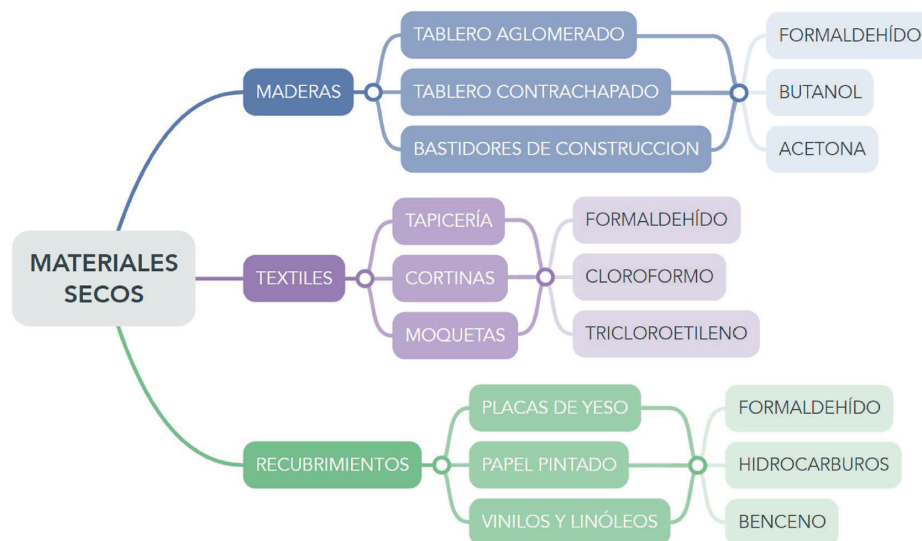 MATERIALES
SECOS
MADERAS
TABLERO AGLOMERADO
TABLERO CONTRACHAPADO
BASTIDORES DE CONSTRUCCION
FORMALDEHÍDO
BUTANOL
ACETONA
TEXTILES
TAPICERÍA
CORTINAS
MOQUETAS
FORMALDEHÍDO
CLOROFORMO
TRICLOROETILENO
RECUBRIMIENTOS
PLACAS DE YESO
PAPEL PINTADO
VINILOS Y LINÓLEOS
FORMALDEHÍDO
HIDROCARBUROS
BENCENO